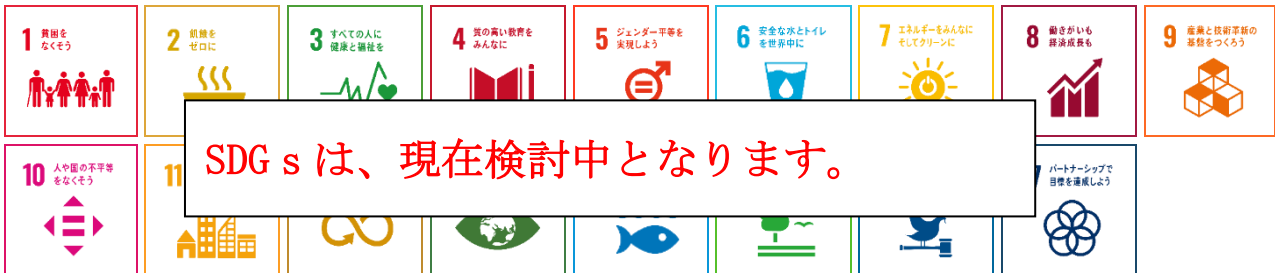 1 貧困を
なくそう
2 飢餓を
ゼロに
3 すべての人に
健康と福祉を
4 質の高い教育を
みんなに
5 ジェンダー平等を
実現しよう
6 安全な水とトイレ
を世界中に
7 エネルギーをみんなに
そしてクリーンに
8 働きがいも
経済成長も
9 産業と技術革新の
基盤をつくろう
SDGsは、現在検討中となります。
10 人や国の不平等
をなくそう
11
パートナーシップで
目標を達成しよう